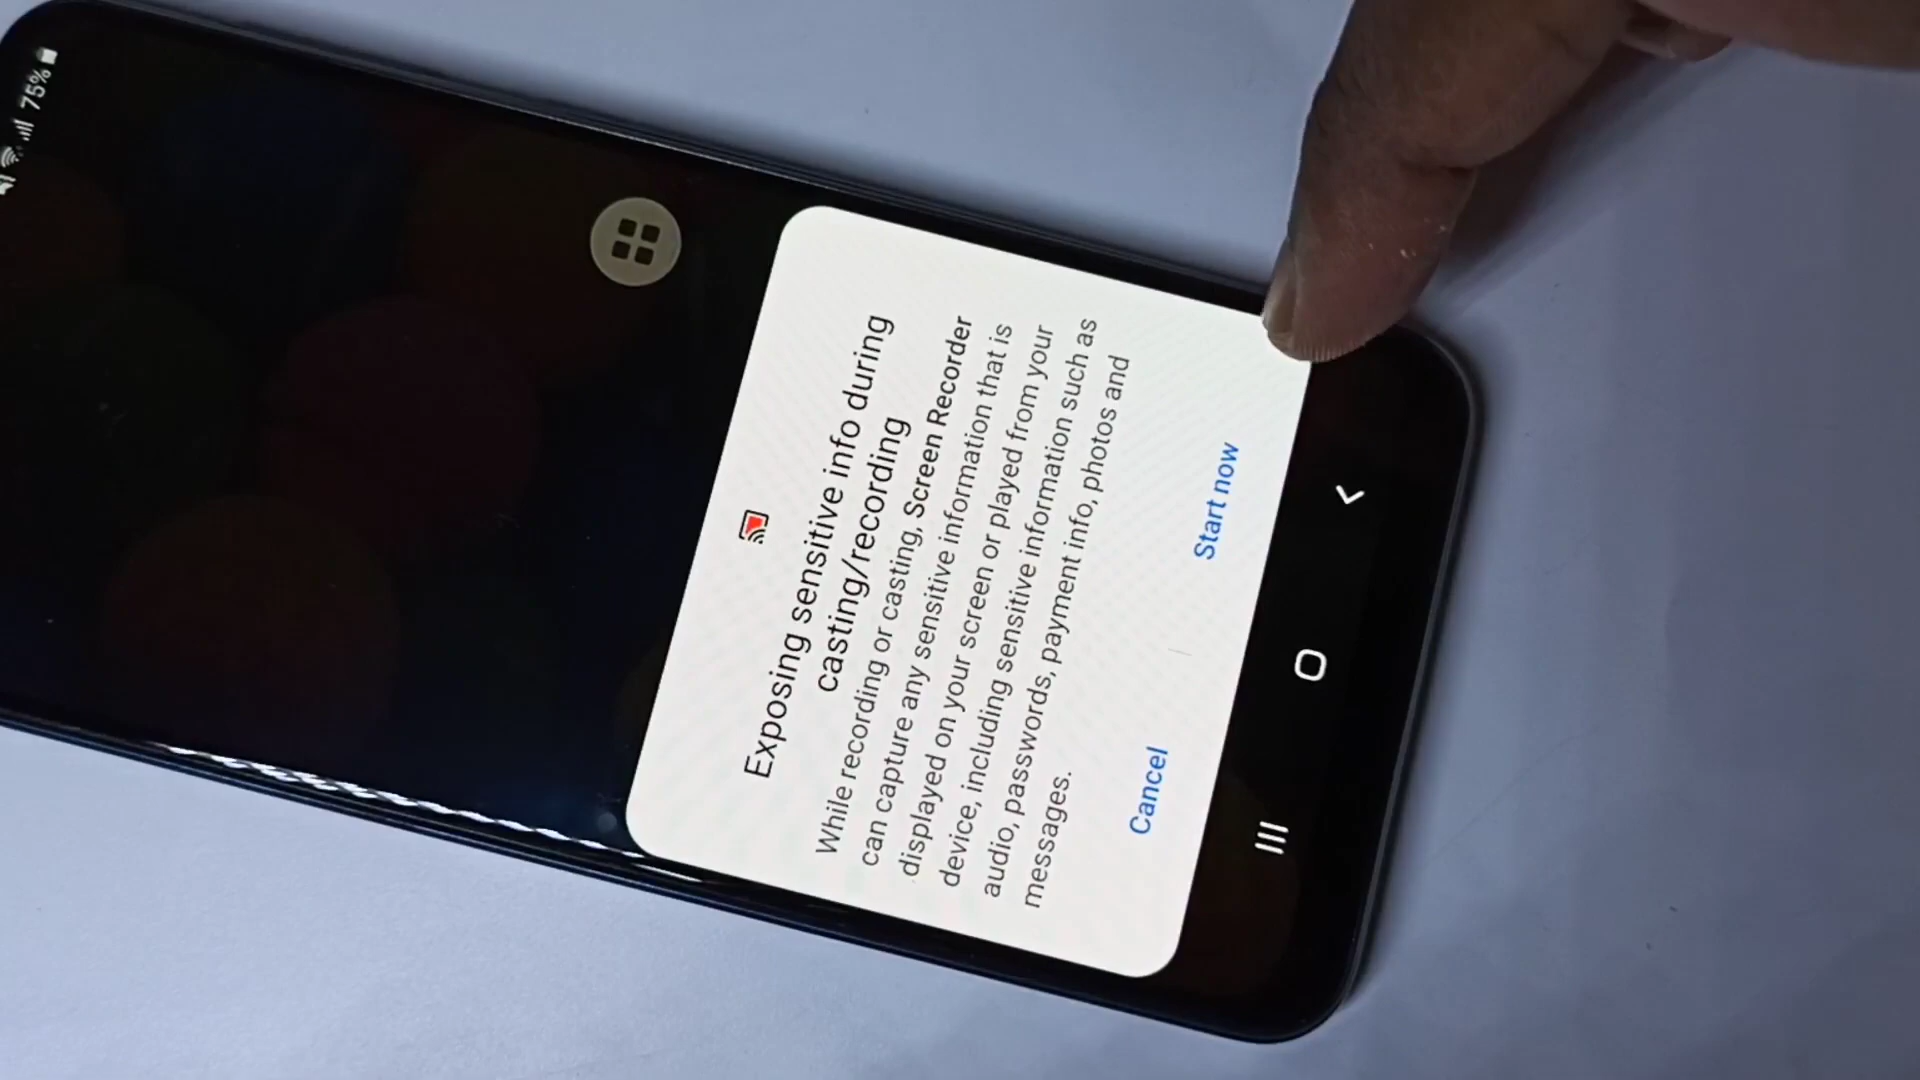 75%
Exposing sensitive info during
casting/recording
While recording or casting, Screen Recorder
can capture any sensitive information that is
displayed on your screen or played from your
device, including sensitive information such as
audio, passwords, payment info, photos and
messages.
Cancel
Start now